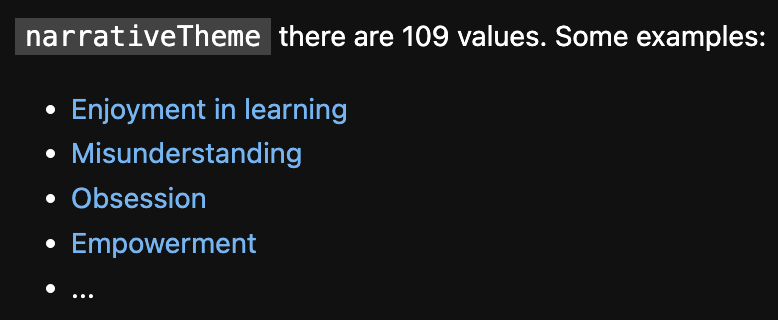 narrativeTheme there are 109 values. Some examples:
• Enjoyment in learning
• Misunderstanding
• Obsession
• Empowerment
• ...